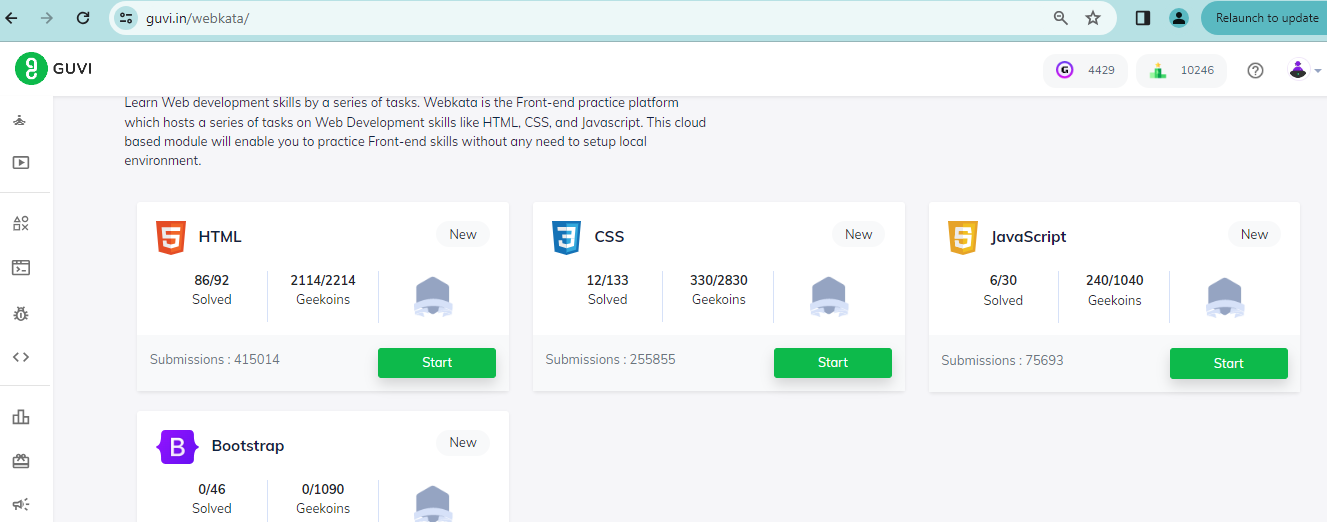 guvi.in/webkata/
Relaunch to update
GUVI
G
4429
10246
Learn Web development skills by a series of tasks. Webkata is the Front-end practice platform
which hosts a series of tasks on Web Development skills like HTML, CSS, and Javascript. This cloud
based module will enable you to practice Front-end skills without any need to setup local
environment.
HTML
New
86/92
Solved
2114/2214
Geekoins
Submissions : 415014
Start
CSS
New
12/133
Solved
330/2830
Geekoins
Submissions : 255855
Start
JavaScript
New
6/30
Solved
240/1040
Geekoins
Submissions : 75693
Start
B
Bootstrap
New
0/46
Solved
0/1090
Geekoins